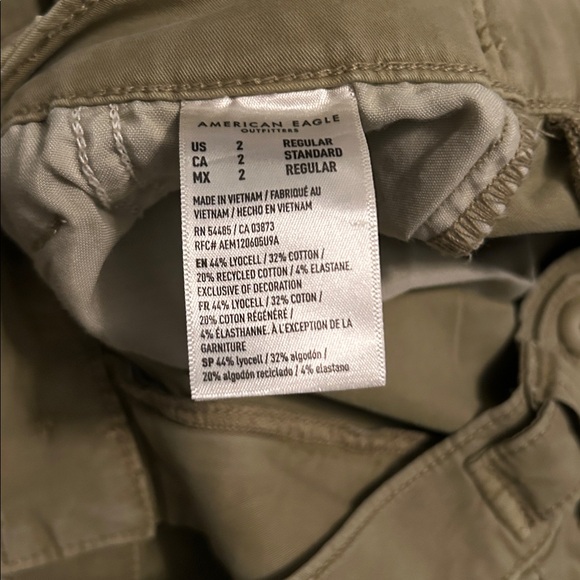 AMERICAN EAGLE
OUTFITTERS
US 2 REGULAR
CA 2 STANDARD
MX 2 REGULAR
MADE IN VIETNAM / FABRIQUÉ AU
VIETNAM / HECHO EN VIETNAM
RN 54485 / CA 03873
RFC# AEM120605U9A
EN 44% LYOCELL / 32% COTTON /
20% RECYCLED COTTON / 4% ELASTANE.
EXCLUSIVE OF DECORATION
FR 44% LYOCELL / 32% COTON /
20% COTON RÉGÉNÉRÉ /
4% ÉLASTHANNE. À L'EXCEPTION DE LA
GARNITURE
SP 44% lyocell / 32% algodón /
20% algodón reciclado / 4% elastano